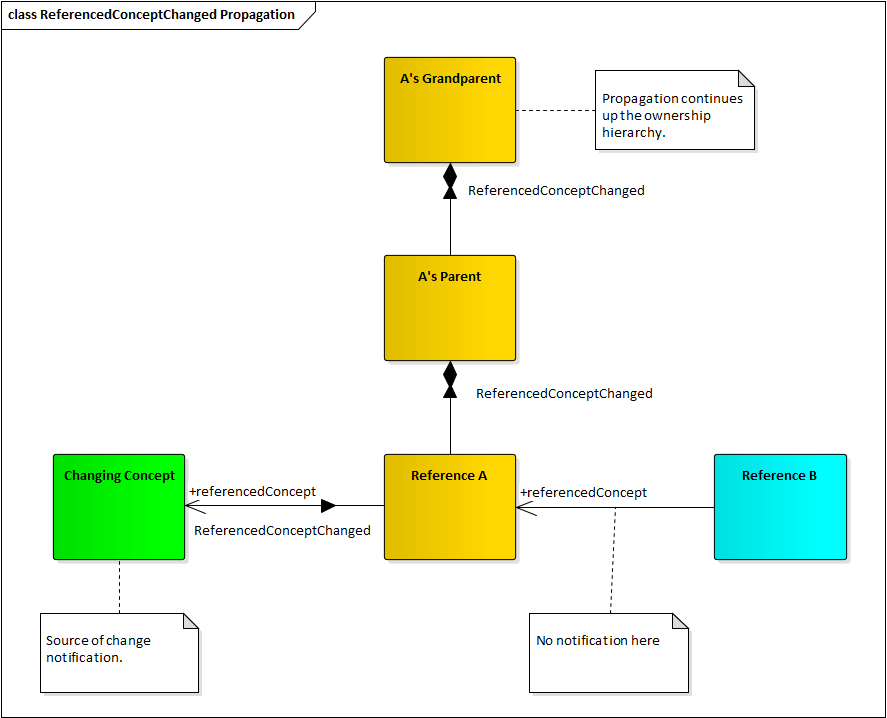 class ReferencedConceptChanged Propagation
A's Grandparent
Propagation continues
up the ownership
hierarchy.
ReferencedConceptChanged
A's Parent
ReferencedConceptChanged
Changing Concept
Reference A
Reference B
+referencedConcept
+referencedConcept
ReferencedConceptChanged
Source of change
notification.
No notification here